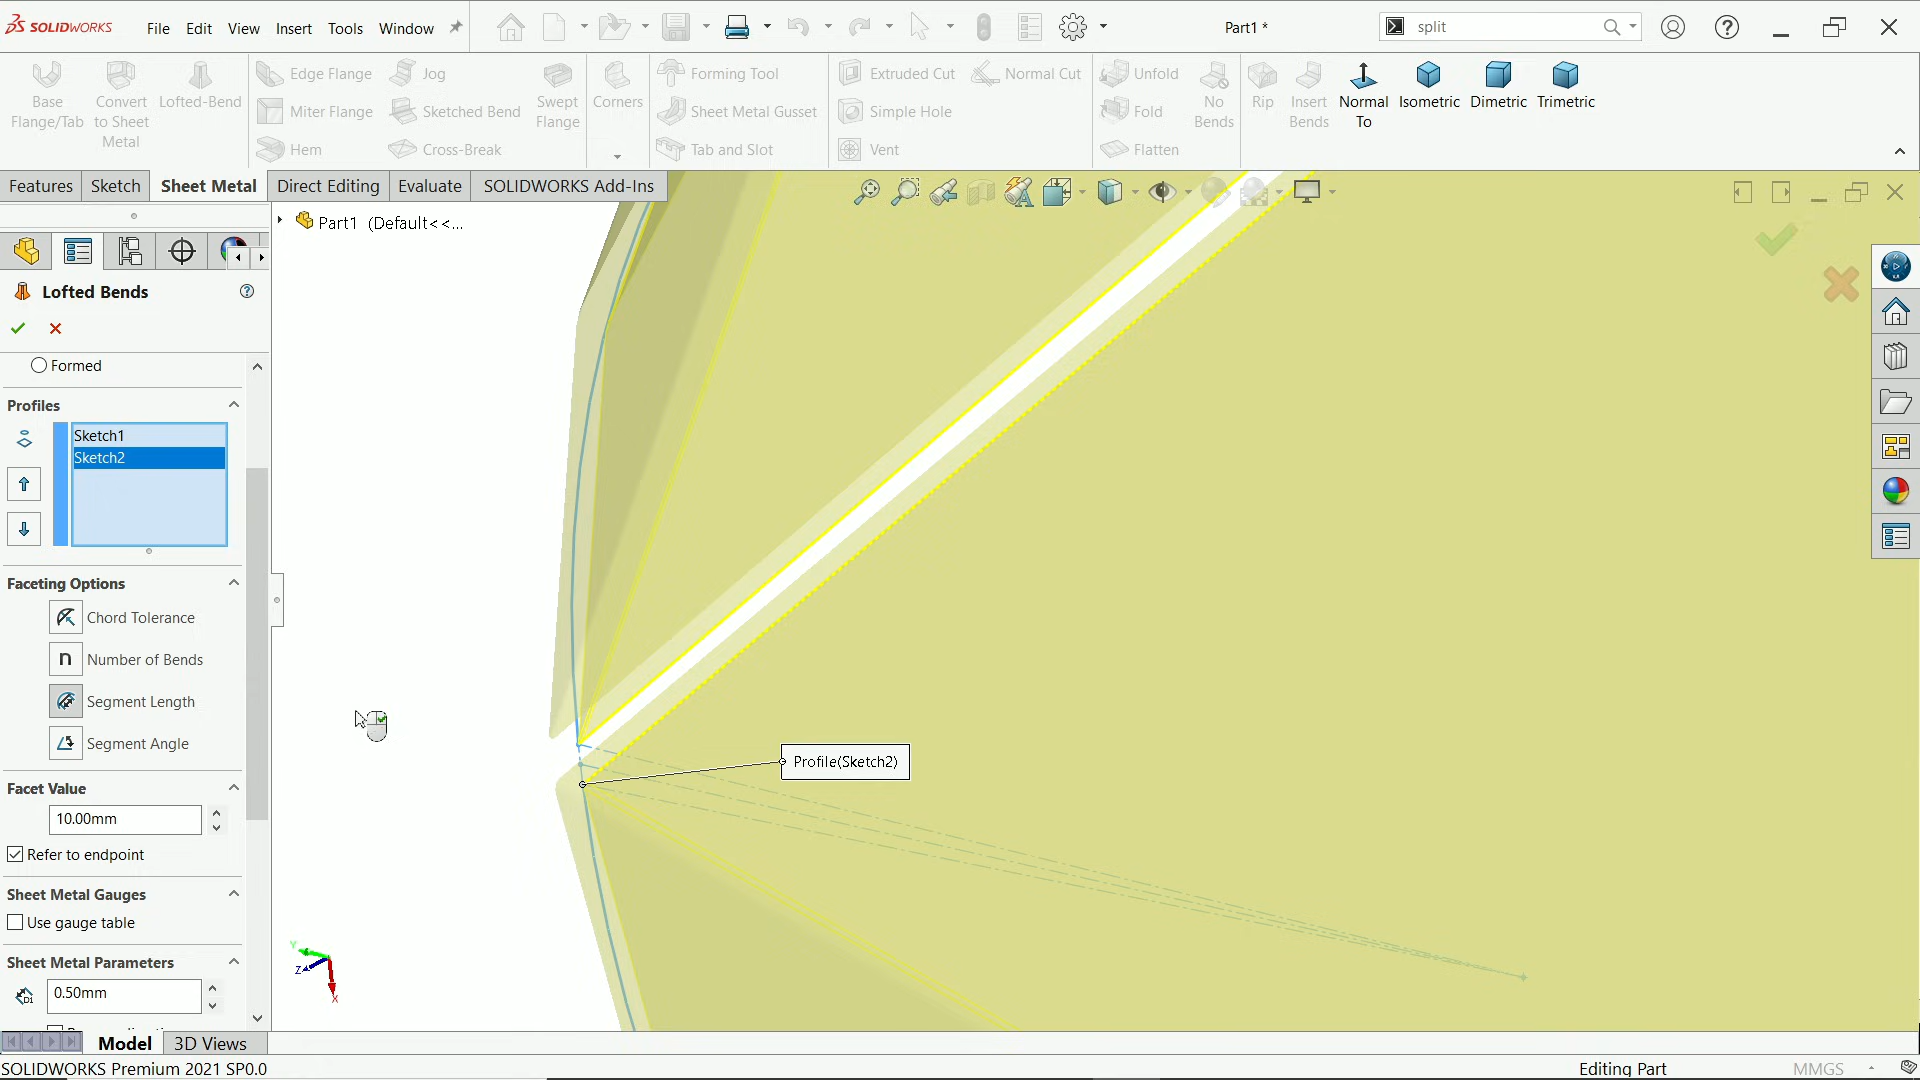 SOLIDWORKS File Edit View Insert Tools Window Part1 * split
Edge Flange Jog Forming Tool Extruded Cut Normal Cut Unfold
Base Flange/Tab Convert to Sheet Metal Lofted-Bend Miter Flange Sketched Bend Swept Flange Corners Sheet Metal Gusset Simple Hole Fold No Bends Rip Insert Bends Normal To Isometric Dimetric Trimetric
Hem Cross-Break Tab and Slot Vent Flatten
Features Sketch Sheet Metal Direct Editing Evaluate SOLIDWORKS Add-Ins
Part1 (Default<<...
Lofted Bends
Formed
Profiles
Sketch1
Sketch2
Faceting Options
Chord Tolerance
n Number of Bends
Segment Length
Segment Angle
Profile(Sketch2)
Facet Value
10.00mm
Refer to endpoint
Sheet Metal Gauges
Use gauge table
Sheet Metal Parameters
0.50mm
Y
Z
X
Model 3D Views
SOLIDWORKS Premium 2021 SP0.0 Editing Part MMGS